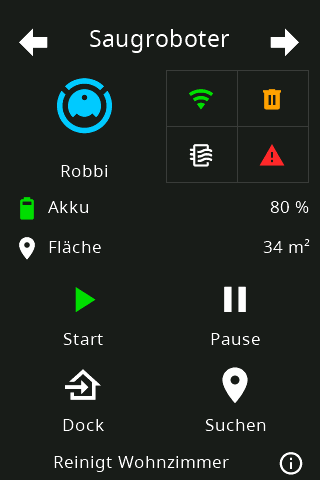 Saugroboter
Robbi
Akku 80 %
Fläche 34 m²
Start Pause
Dock Suchen
Reinigt Wohnzimmer